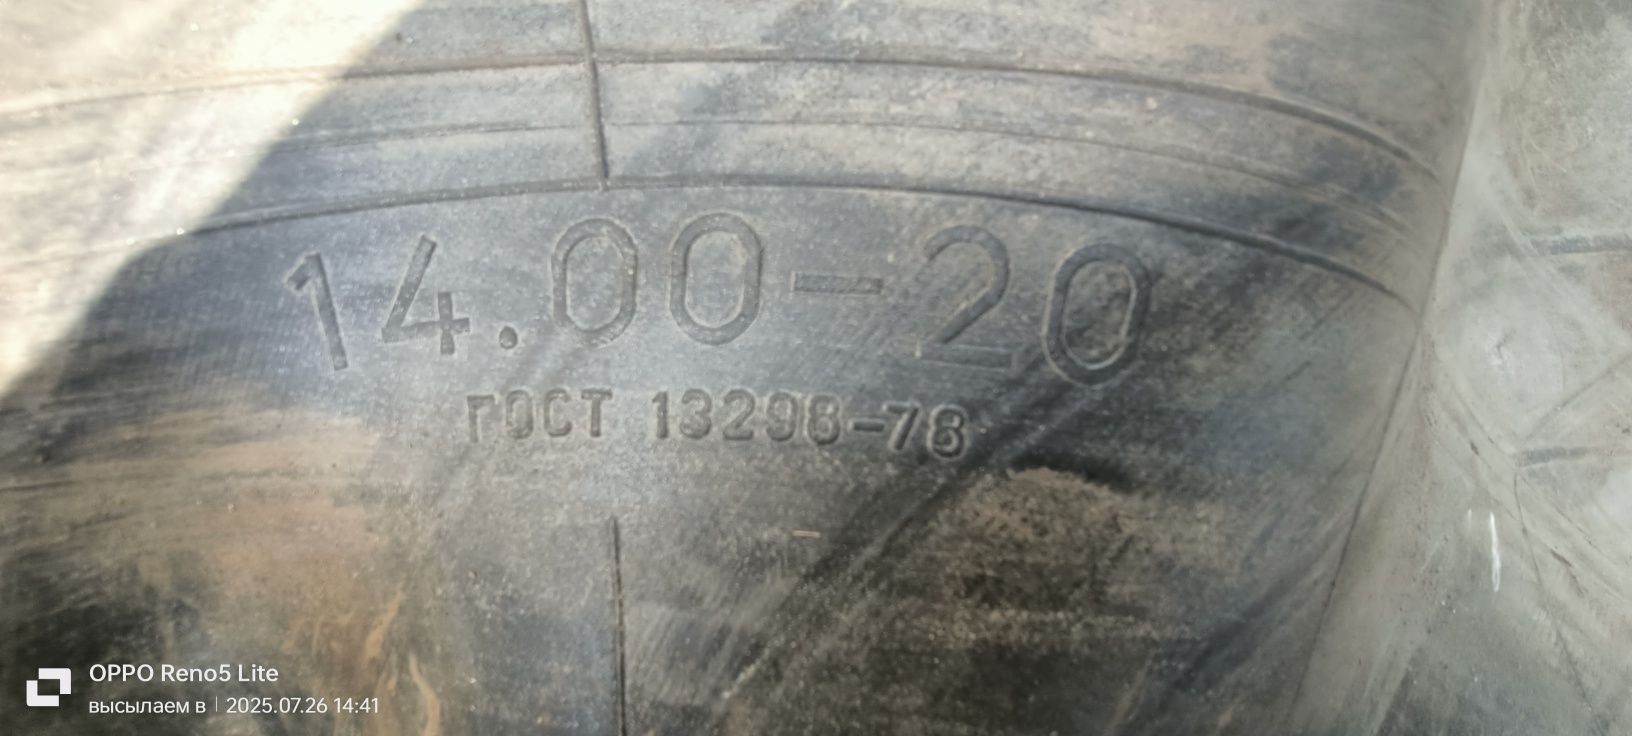 14.00-20
ГОСТ 13298-78
OPPO Reno5 Lite
высылаем в | 2025.07.26 14:41